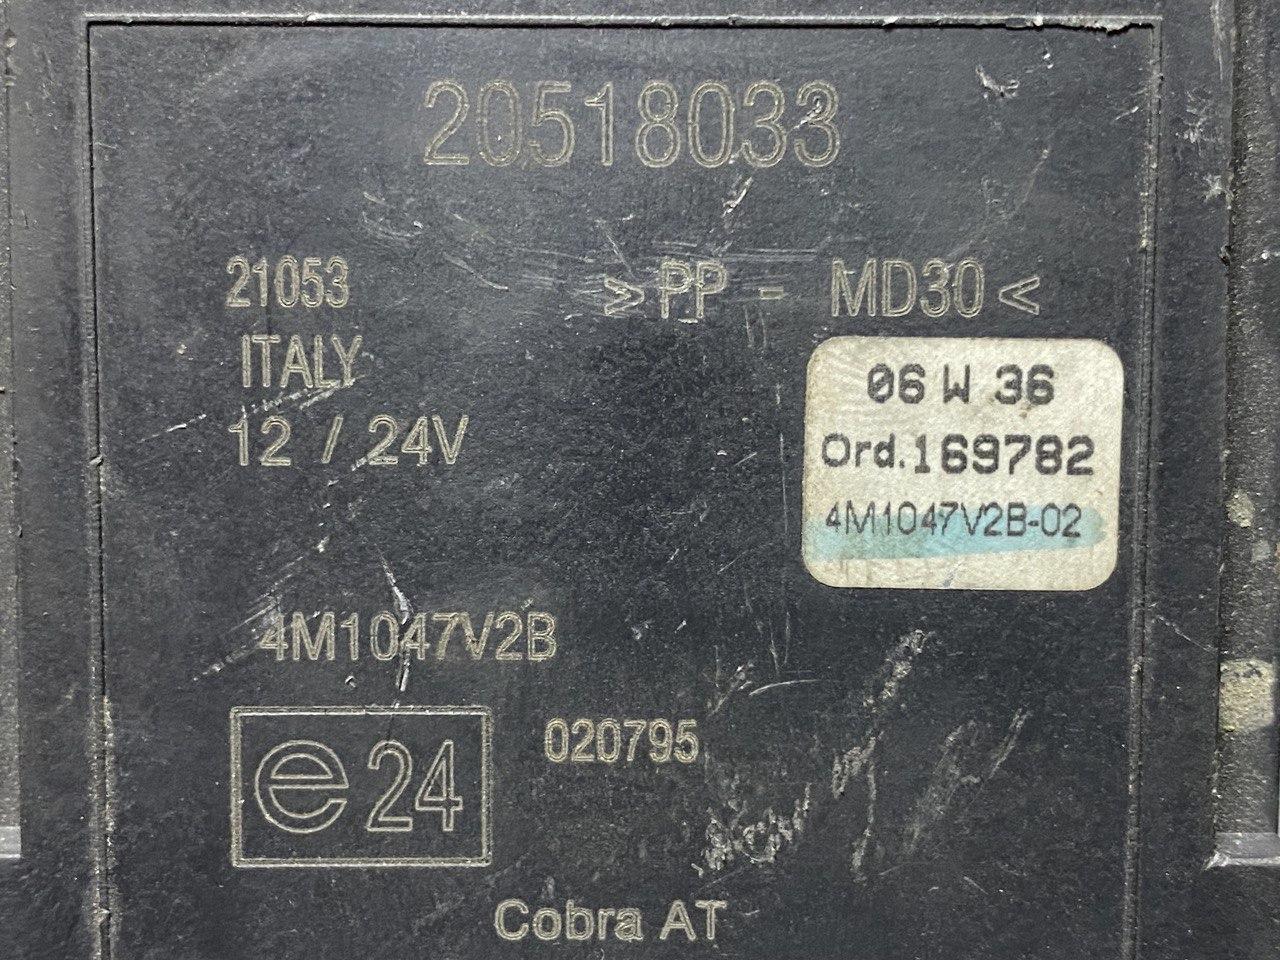 20518033
21053
>PP - MD30<
ITALY
12 / 24V
06 W 36
Ord.169782
4M1047V2B-02
4M1047V2B
e24
020795
Cobra AT